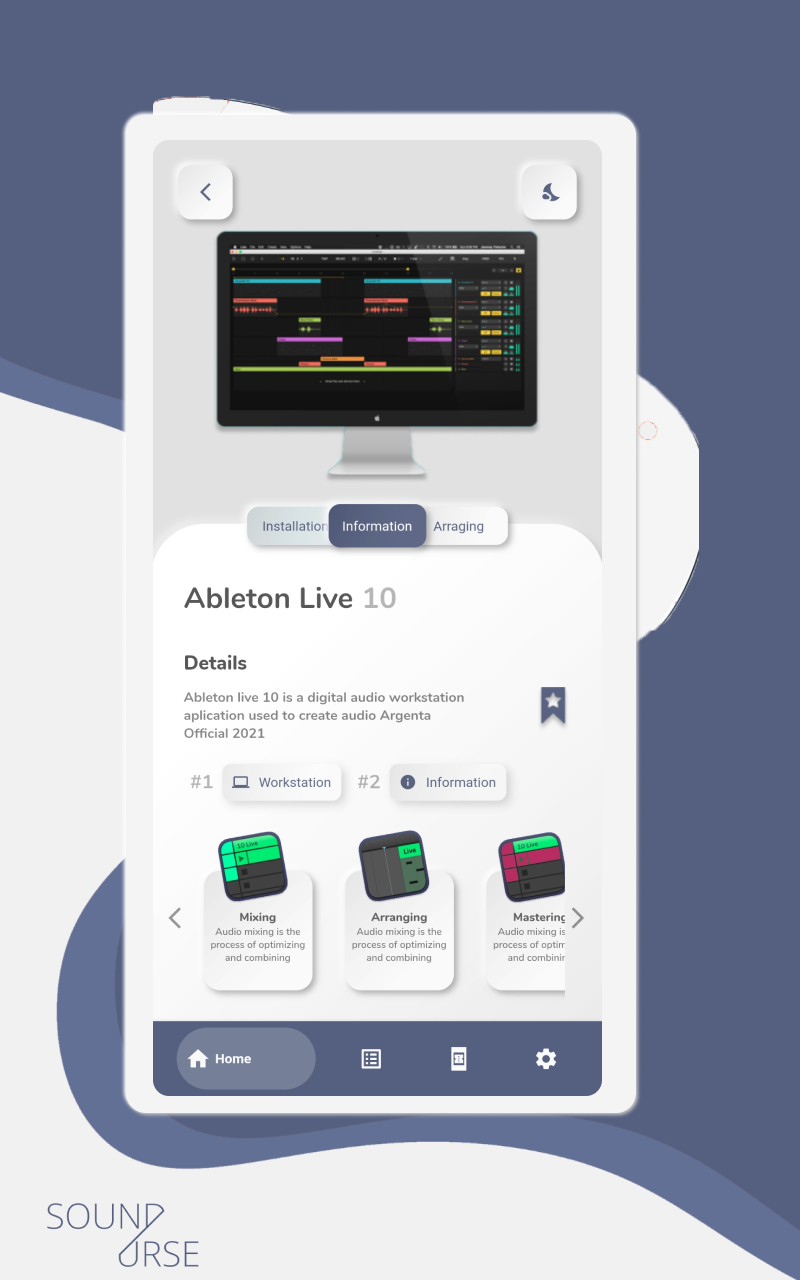 Installation
Information
Arraging
Ableton Live 10
Details
Ableton live 10 is a digital audio workstation
aplication used to create audio Argenta
Official 2021
#1 Workstation #2 Information
10 Live
Live
10 Live
Mixing
Audio mixing is the
process of optimizing
and combining
Arranging
Audio mixing is the
process of optimizing
and combining
Mastering
Audio mixing is
process of optim
and combinin
Home
SOUND
URSE